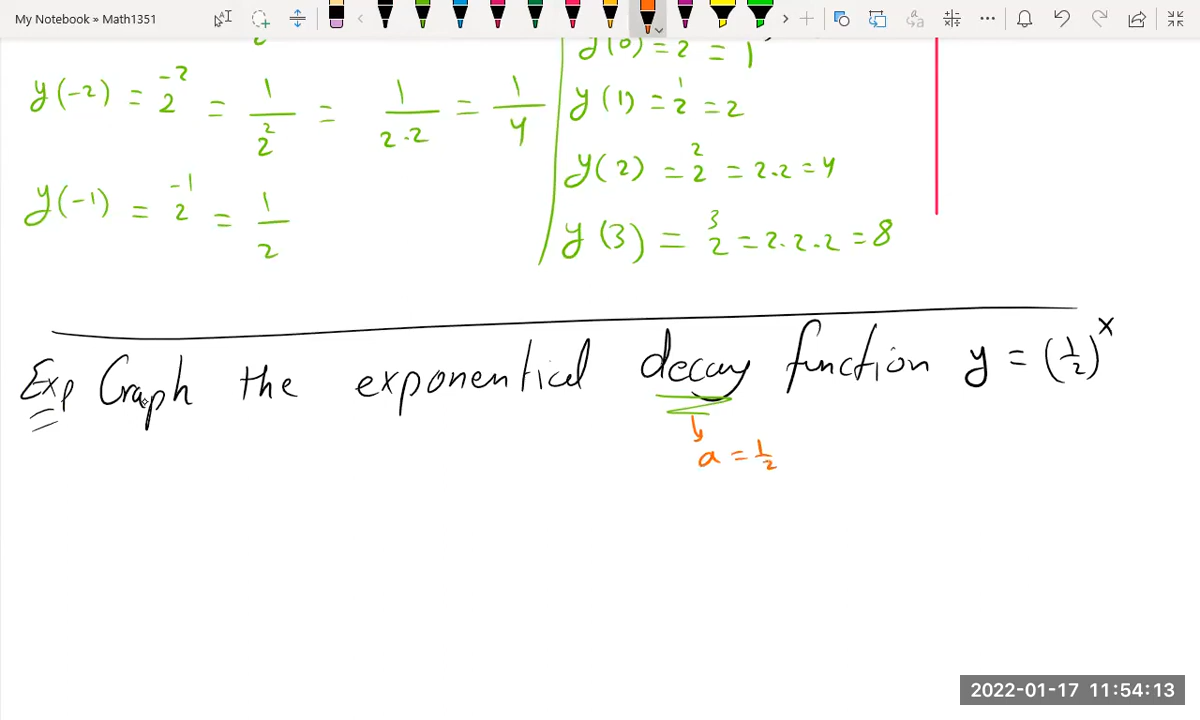 My Notebook » Math1351
y(0) = 2 = 1
y(-2) = 2^-2 = 1/2^2 = 1/2·2 = 1/4
y(1) = 2^1 = 2
y(2) = 2^2 = 2·2 = 4
y(-1) = 2^-1 = 1/2
y(3) = 2^3 = 2·2·2 = 8
Exp Graph the exponential decay function y = (1/2)^x
a = 1/2
2022-01-17 11:54:13